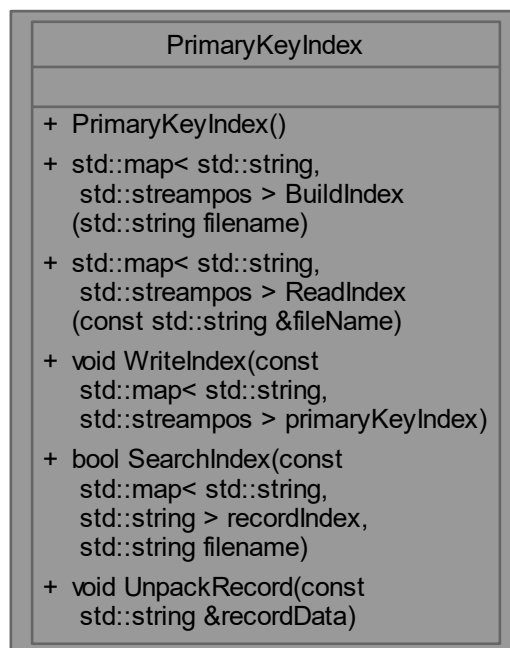 PrimaryKeyIndex
+ PrimaryKeyIndex()
+ std::map< std::string,
std::streampos > BuildIndex
(std::string filename)
+ std::map< std::string,
std::streampos > ReadIndex
(const std::string &fileName)
+ void WriteIndex(const
std::map< std::string,
std::streampos > primaryKeyIndex)
+ bool SearchIndex(const
std::map< std::string,
std::string > recordIndex,
std::string filename)
+ void UnpackRecord(const
std::string &recordData)